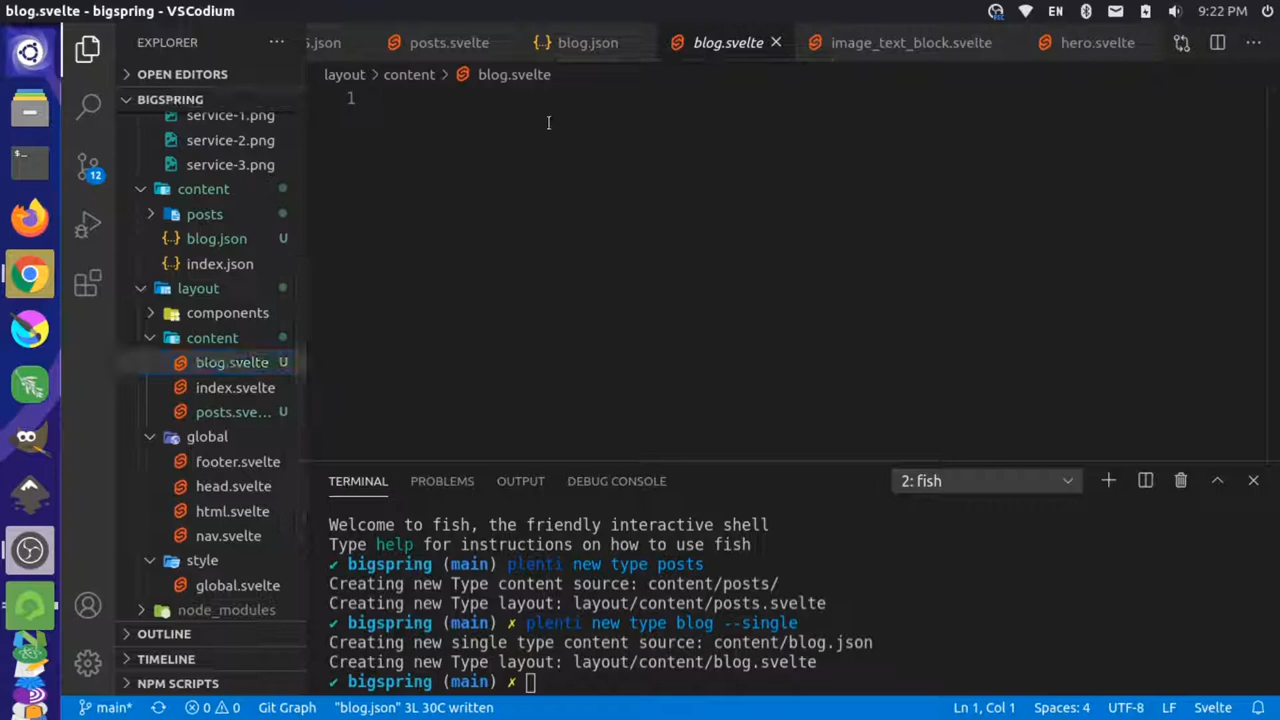 blog.svelte - bigspring - VSCodium
EN
9:22 PM
EXPLORER
posts.svelte
blog.json
blog.svelte
image_text_block.svelte
hero.svelte
OPEN EDITORS
layout > content > blog.svelte
BIGSPRING
1
service-1.png
service-2.png
service-3.png
content
posts
blog.json U
index.json
layout
components
content
blog.svelte U
index.svelte
posts.sve... U
global
footer.svelte
head.svelte
html.svelte
nav.svelte
style
global.svelte
node_modules
OUTLINE
TIMELINE
NPM SCRIPTS
12
TERMINAL PROBLEMS OUTPUT DEBUG CONSOLE
2: fish
Welcome to fish, the friendly interactive shell
Type help for instructions on how to use fish
✔ bigspring (main) plenti new type posts
Creating new Type content source: content/posts/
Creating new Type layout: layout/content/posts.svelte
✔ bigspring (main) ✗ plenti new type blog --single
Creating new single type content source: content/blog.json
Creating new Type layout: layout/content/blog.svelte
✔ bigspring (main) ✗
main* 0 0 Git Graph "blog.json" 3L 30C written Ln 1, Col 1 Spaces: 4 UTF-8 LF Svelte